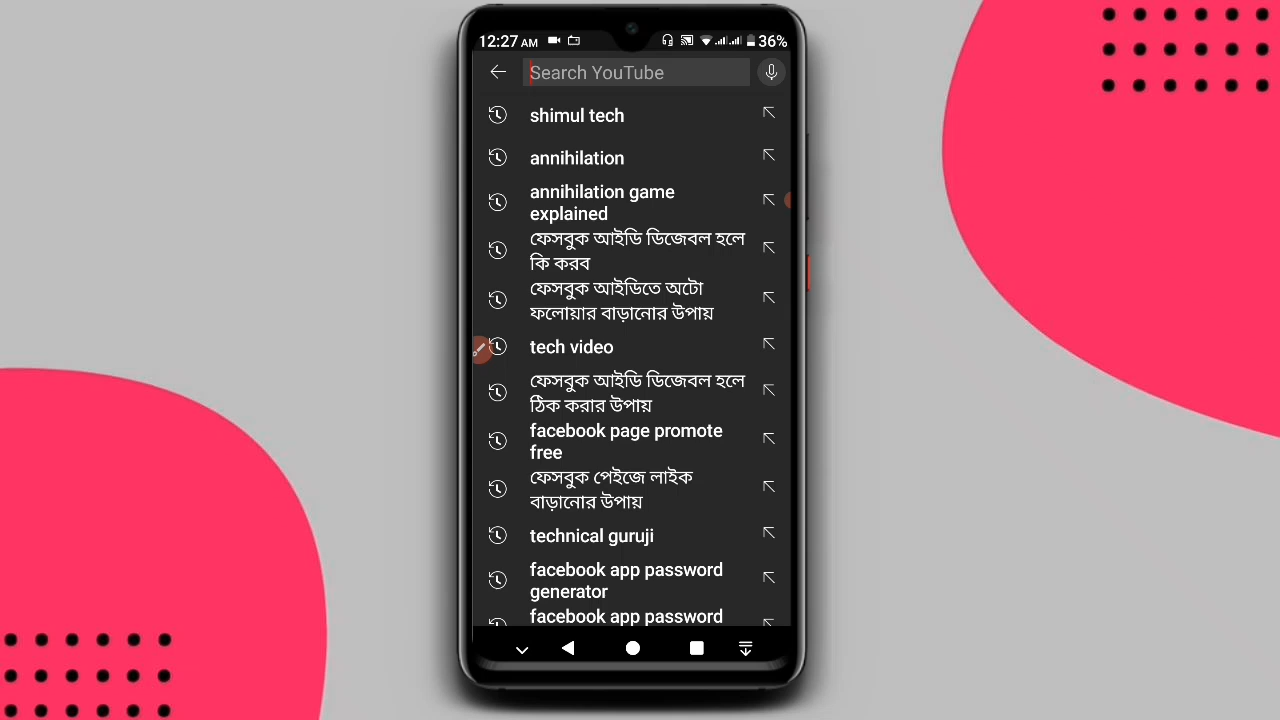 12:27 AM
36%
Search YouTube
shimul tech
annihilation
annihilation game
explained
ফেসবুক আইডি ডিজেবল হলে
কি করব
ফেসবুক আইডিতে অটো
ফলোয়ার বাড়ানোর উপায়
tech video
ফেসবুক আইডি ডিজেবল হলে
ঠিক করার উপায়
facebook page promote
free
ফেসবুক পেইজে লাইক
বাড়ানোর উপায়
technical guruji
facebook app password
generator
facebook app password